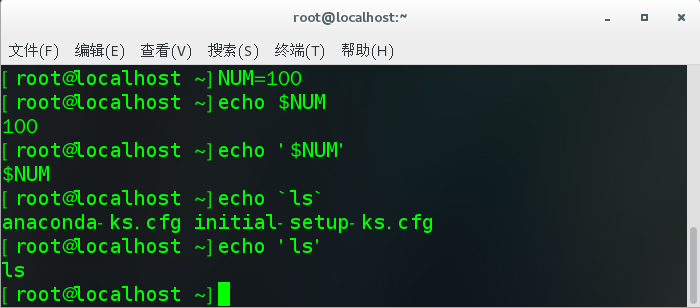 root@localhost:~
文件(F) 编辑(E) 查看(V) 搜索(S) 终端(T) 帮助(H)
[root@localhost ~]NUM=100
[root@localhost ~]echo $NUM
100
[root@localhost ~]echo '$NUM'
$NUM
[root@localhost ~]echo `ls`
anaconda-ks.cfg initial-setup-ks.cfg
[root@localhost ~]echo 'ls'
ls
[root@localhost ~]